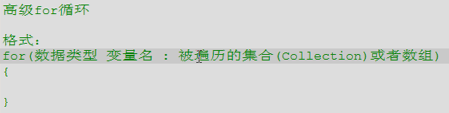 高级for循环
格式：
for(数据类型 变量名 : 被遍历的集合(Collection)或者数组)
{
}